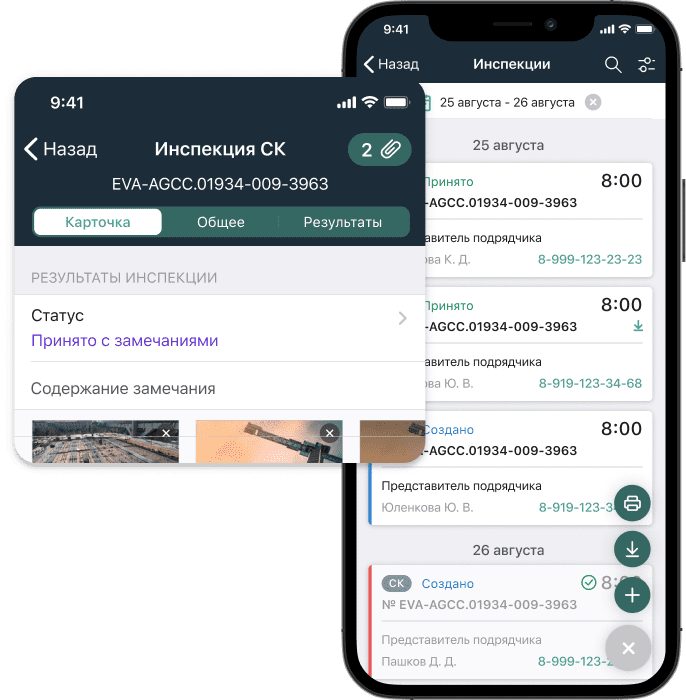 9:41
Назад
Инспекция СК
2
EVA-AGCC.01934-009-3963
Карточка
Общее
Результаты
РЕЗУЛЬТАТЫ ИНСПЕКЦИИ
Статус
Принято с замечаниями
Содержание замечания
9:41
Назад
Инспекции
25 августа - 26 августа
25 августа
Принято
8:00
-AGCC.01934-009-3963
ставитель подрядчика
ова К. Д.
8-999-123-23-23
Принято
8:00
-AGCC.01934-009-3963
ставитель подрядчика
ова Ю. В.
8-919-123-34-68
Создано
8:00
-AGCC.01934-009-3963
Представитель подрядчика
Юленкова Ю. В.
8-919-123-3
26 августа
СК
Создано
8:
№ EVA-AGCC.01934-009-3963
Представитель подрядчика
Пашков Д. Д.
8-999-123-2